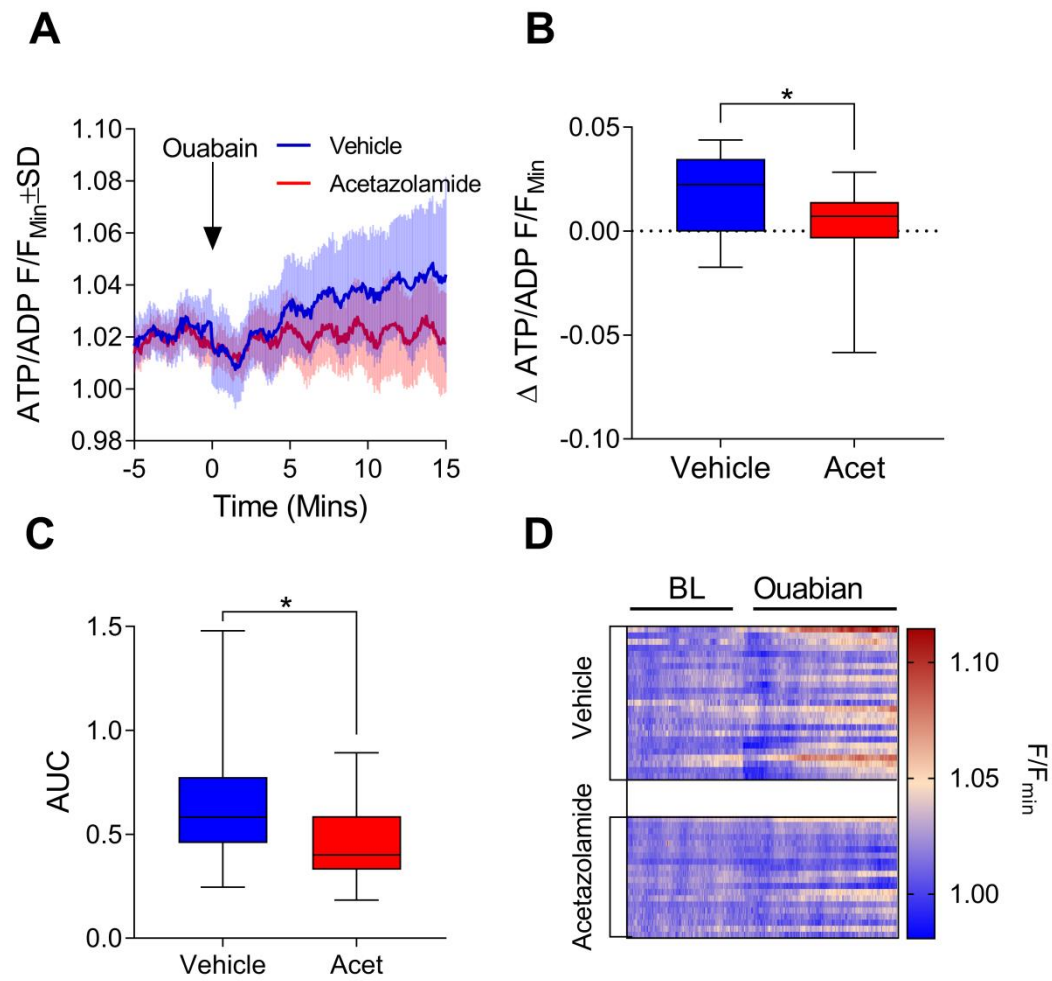 A
ATP/ADP F/FMin±SD
1.10
1.08
1.06
1.04
1.02
1.00
0.98
-5
0
5
10
15
Time (Mins)
Ouabain
Vehicle
Acetazolamide
B
Δ ATP/ADP F/FMin
0.05
0.00
-0.05
-0.10
*
Vehicle
Acet
C
AUC
1.5
1.0
0.5
0.0
*
Vehicle
Acet
D
BL
Ouabian
Vehicle
Acetazolamide
1.10
1.05
1.00
F/Fmin